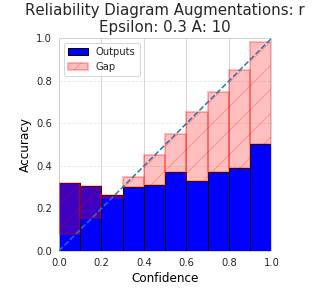 Reliability Diagram Augmentations: r
Epsilon: 0.3 A: 10
1.0
Outputs
Gap
0.8
0.6
0.4
0.2
0.0
Accuracy
0.0 0.2 0.4 0.6 0.8 1.0
Confidence